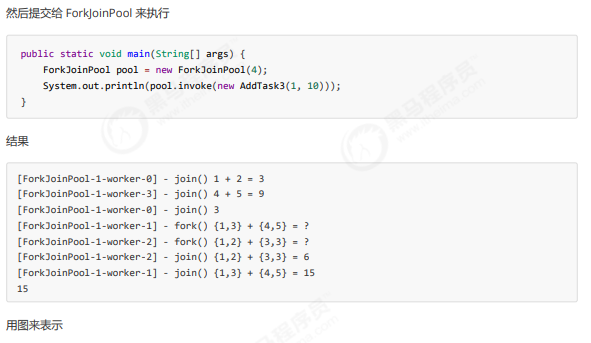 然后提交给 ForkJoinPool 来执行
public static void main(String[] args) {
ForkJoinPool pool = new ForkJoinPool(4);
System.out.println(pool.invoke(new AddTask3(1, 10)));
}
结果
[ForkJoinPool-1-worker-0] - join() 1 + 2 = 3
[ForkJoinPool-1-worker-3] - join() 4 + 5 = 9
[ForkJoinPool-1-worker-0] - join() 3
[ForkJoinPool-1-worker-1] - fork() {1,3} + {4,5} = ?
[ForkJoinPool-1-worker-2] - fork() {1,2} + {3,3} = ?
[ForkJoinPool-1-worker-2] - join() {1,2} + {3,3} = 6
[ForkJoinPool-1-worker-1] - join() {1,3} + {4,5} = 15
15
用图来表示